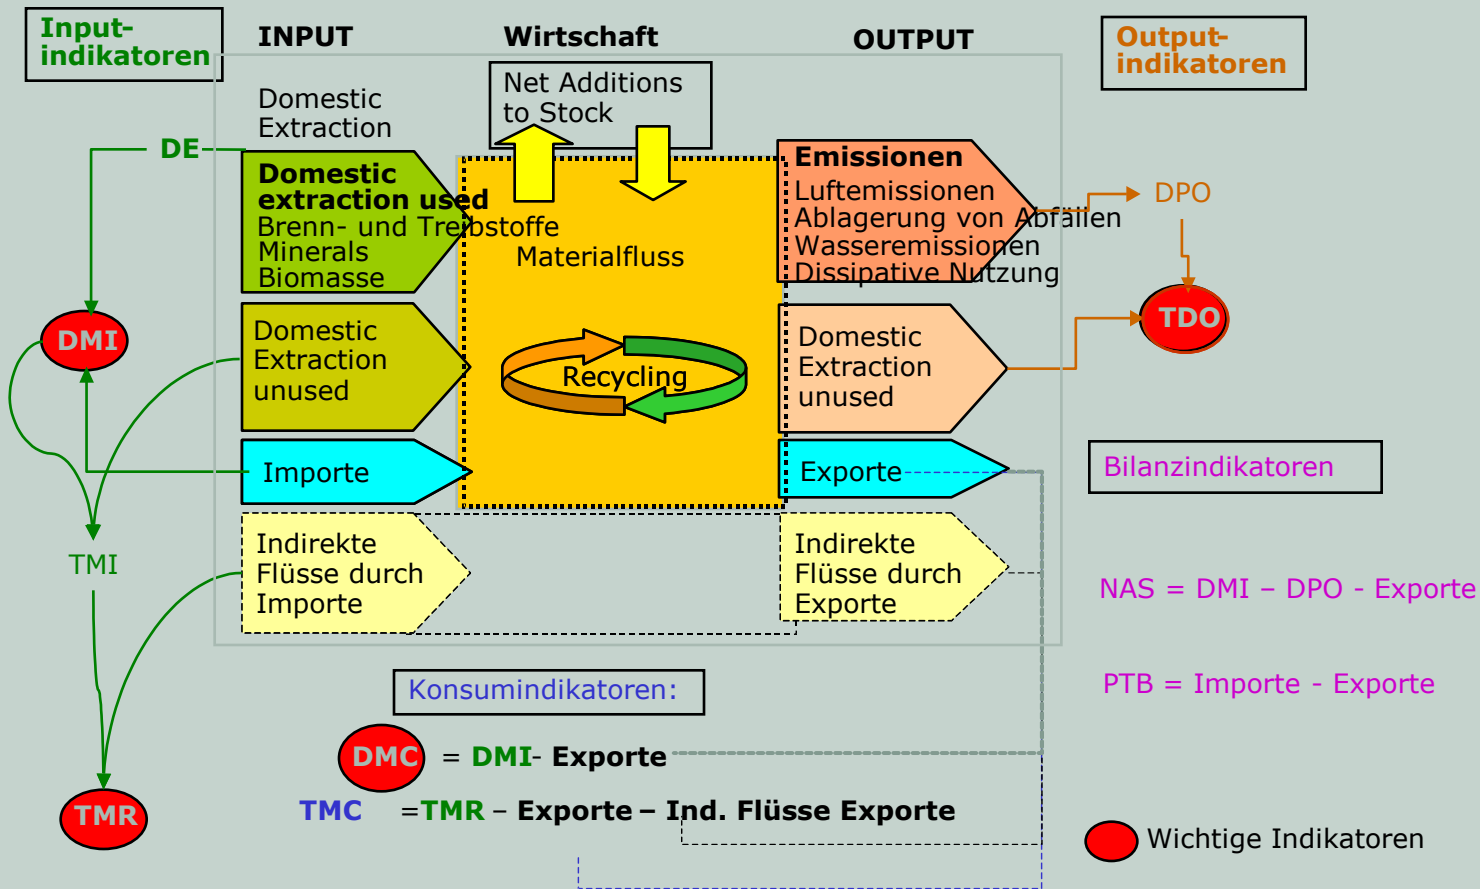 Input-
indikatoren
INPUT
Wirtschaft
OUTPUT
Output-
indikatoren
Net Additions
to Stock
Domestic
Extraction
DE
Domestic
extraction used
Brenn- und Treibstoffe
Minerals
Biomasse
Materialfluss
Emissionen
Luftemissionen
Ablagerung von Abfällen
Wasseremissionen
Dissipative Nutzung
DPO
TDO
DMI
Domestic
Extraction
unused
Recycling
Domestic
Extraction
unused
Importe
Exporte
Bilanzindikatoren
TMI
Indirekte
Flüsse durch
Importe
Indirekte
Flüsse durch
Exporte
NAS = DMI – DPO - Exporte
PTB = Importe - Exporte
Konsumindikatoren:
DMC = DMI- Exporte
TMC =TMR – Exporte – Ind. Flüsse Exporte
TMR
Wichtige Indikatoren